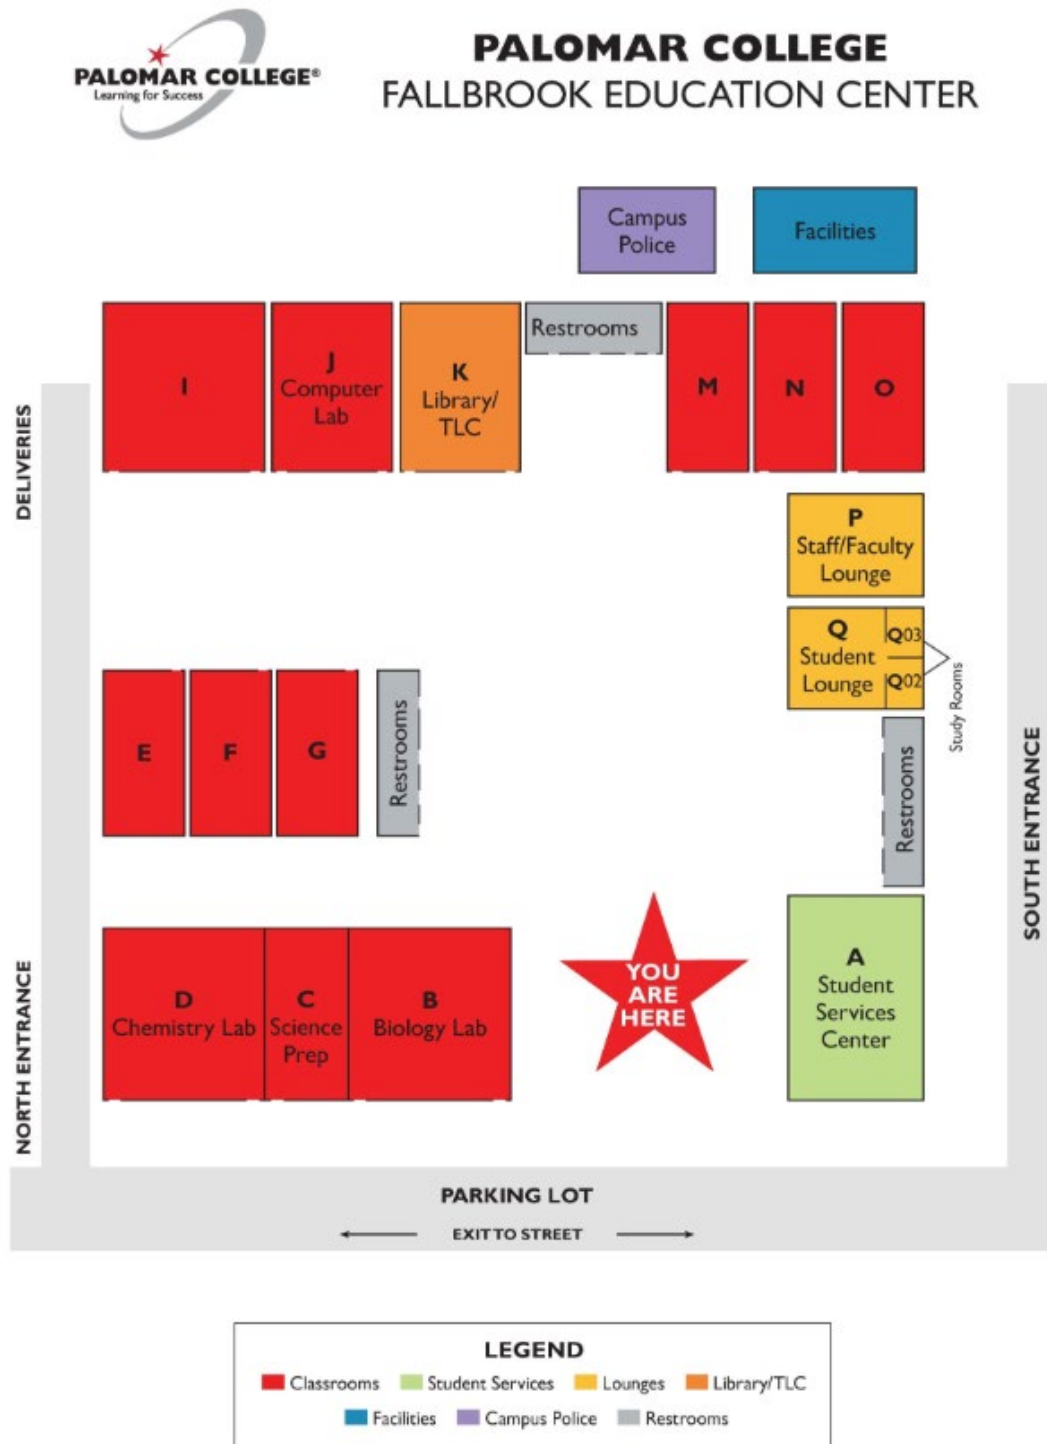 PALOMAR COLLEGE®
Learning for Success
PALOMAR COLLEGE
FALLBROOK EDUCATION CENTER
Campus
Police
Facilities
I
J
Computer
Lab
K
Library/
TLC
Restrooms
M
N
O
DELIVERIES
P
Staff/Faculty
Lounge
Q
Student
Lounge
Q03
Q02
Study Rooms
E
F
G
Restrooms
Restrooms
SOUTH ENTRANCE
D
Chemistry Lab
C
Science
Prep
B
Biology Lab
YOU
ARE
HERE
A
Student
Services
Center
NORTH ENTRANCE
PARKING LOT
EXIT TO STREET
LEGEND
Classrooms Student Services Lounges Library/TLC
Facilities Campus Police Restrooms